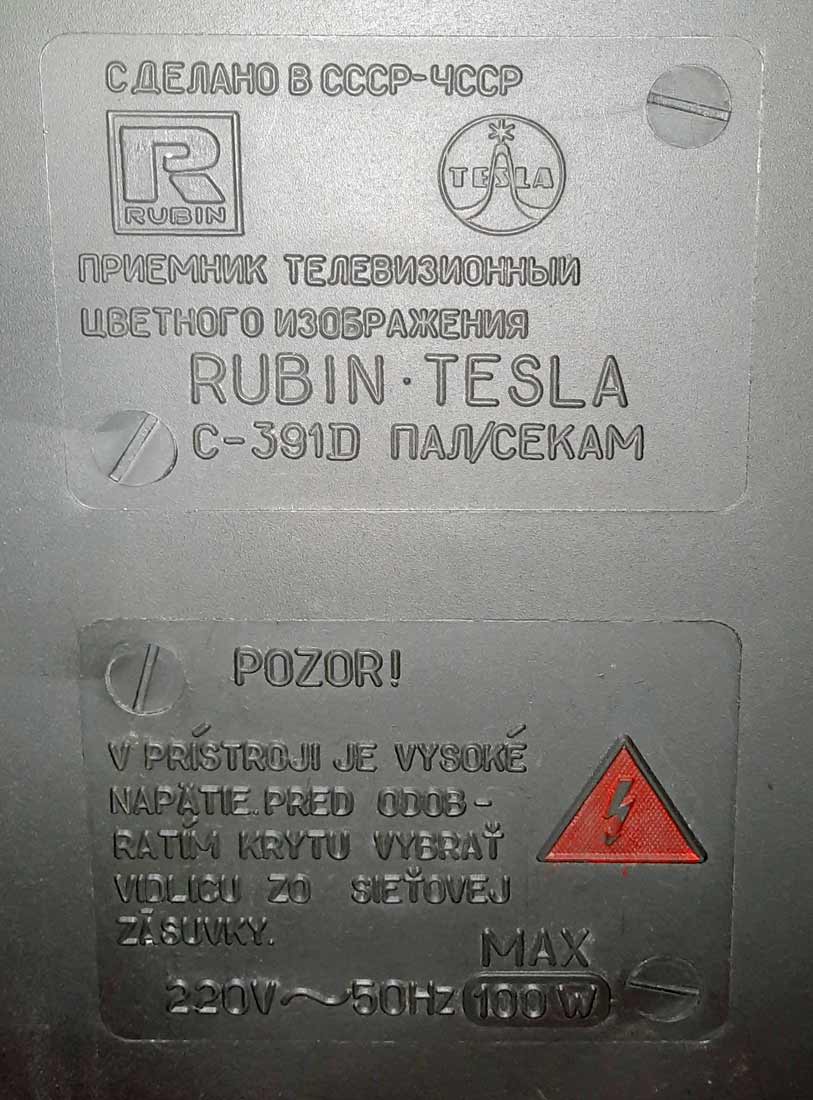 СДЕЛАНО В СССР-ЧССР
R
RUBIN
TESLA
ПРИЕМНИК ТЕЛЕВИЗИОННЫЙ
ЦВЕТНОГО ИЗОБРАЖЕНИЯ
RUBIN · TESLA
С-391D ПАЛ/СЕКАМ
POZOR!
V PRÍSTROJI JE VYSOKÉ
NAPÄTIE. PRED ODOB-
RATÍM KRYTU VYBRAŤ
VIDLICU ZO SIEŤOVEJ
ZÁSUVKY.
MAX
220V~50HZ 100 W